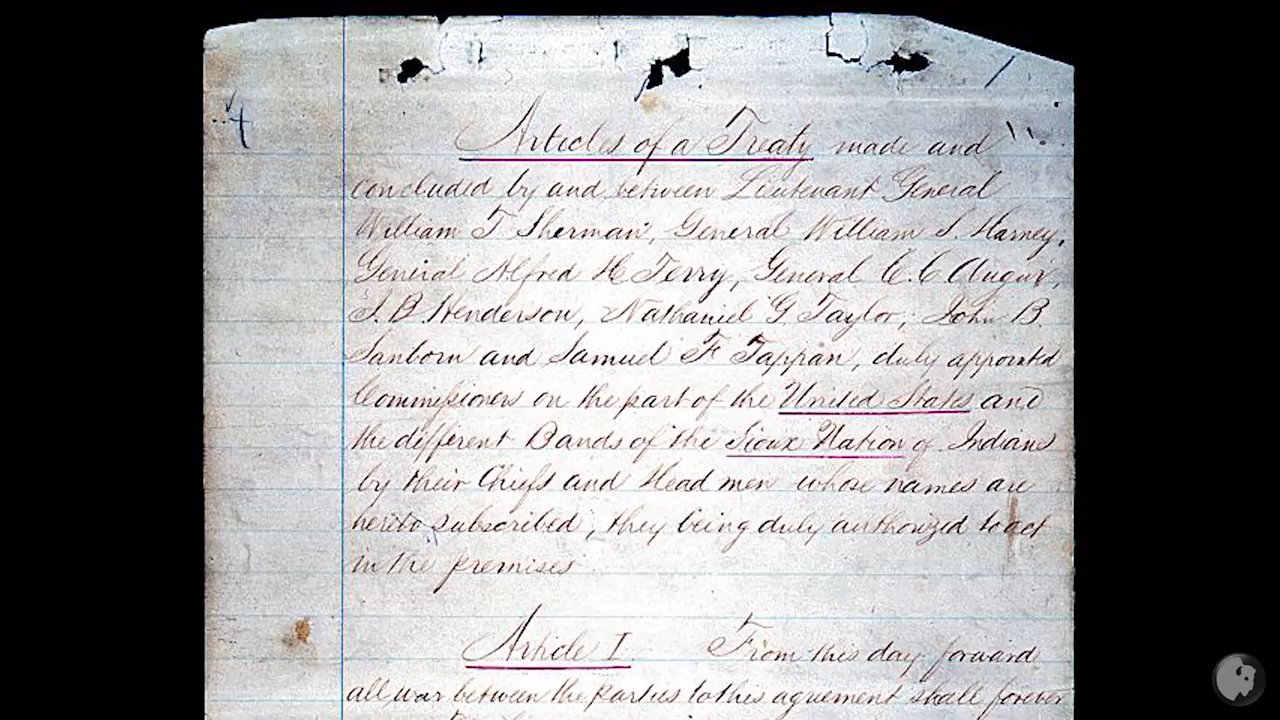 Articles of a Treaty made and
concluded by and between Lieutenant General
William T Sherman, General William S. Harney,
General Alfred H Terry, General C. C Augur,
J. B. Henderson, Nathaniel G. Taylor, John B.
Sanborn and Samuel F Tappan, duly appointed
Commissioners on the part of the United States and
the different Bands of the Sioux Nation of Indians
by their Chiefs and Head men whose names are
hereto subscribed, they being duly authorized to act
in the premises
Article I. From this day forward
all war between the parties to this agreement shall forever